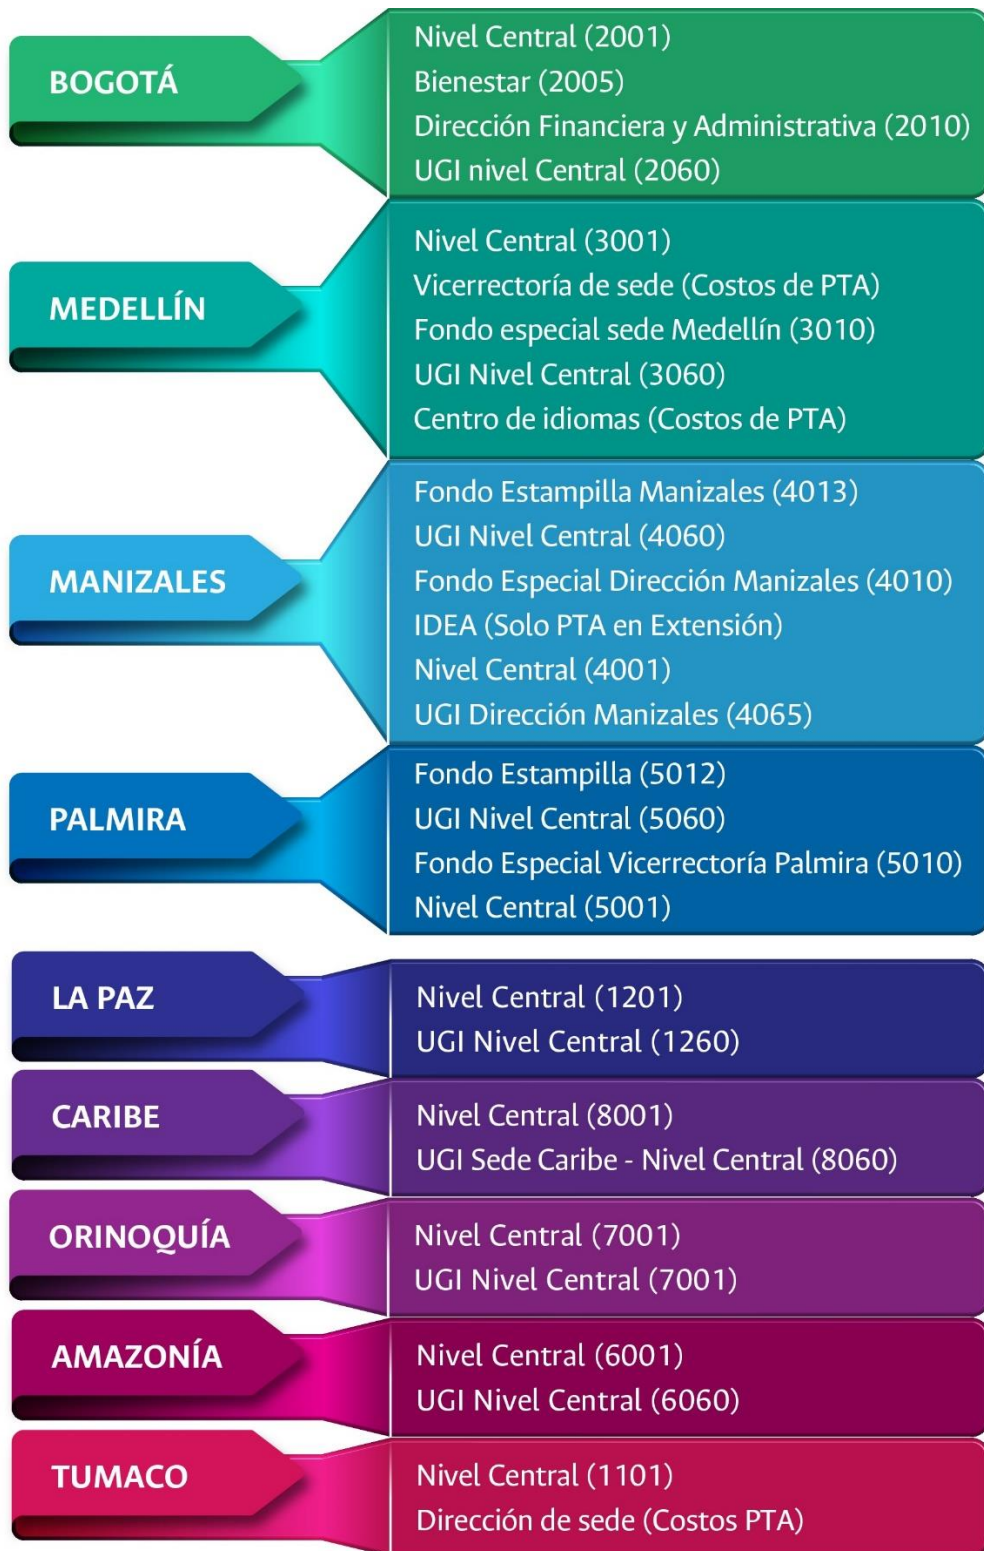 BOGOTÁ
Nivel Central (2001)
Bienestar (2005)
Dirección Financiera y Administrativa (2010)
UGI nivel Central (2060)
MEDELLÍN
Nivel Central (3001)
Vicerrectoría de sede (Costos de PTA)
Fondo especial sede Medellín (3010)
UGI Nivel Central (3060)
Centro de idiomas (Costos de PTA)
MANIZALES
Fondo Estampilla Manizales (4013)
UGI Nivel Central (4060)
Fondo Especial Dirección Manizales (4010)
IDEA (Solo PTA en Extensión)
Nivel Central (4001)
UGI Dirección Manizales (4065)
PALMIRA
Fondo Estampilla (5012)
UGI Nivel Central (5060)
Fondo Especial Vicerrectoría Palmira (5010)
Nivel Central (5001)
LA PAZ
Nivel Central (1201)
UGI Nivel Central (1260)
CARIBE
Nivel Central (8001)
UGI Sede Caribe - Nivel Central (8060)
ORINOQUÍA
Nivel Central (7001)
UGI Nivel Central (7001)
AMAZONÍA
Nivel Central (6001)
UGI Nivel Central (6060)
TUMACO
Nivel Central (1101)
Dirección de sede (Costos PTA)